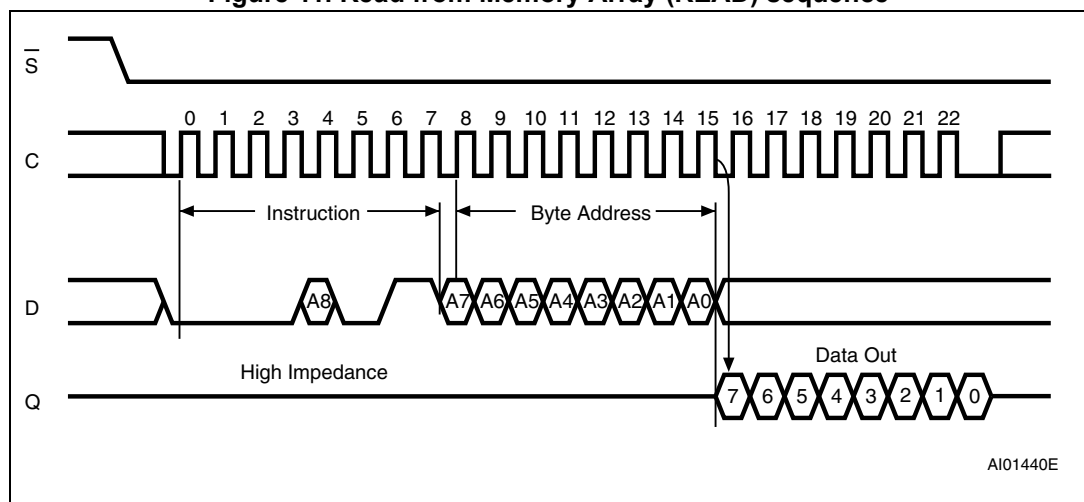 Figure 11. Read from Memory Array (READ) sequence
S
0 1 2 3 4 5 6 7 8 9 10 11 12 13 14 15 16 17 18 19 20 21 22
C
Instruction Byte Address
D
A8 A7 A6 A5 A4 A3 A2 A1 A0
High Impedance Data Out
Q
7 6 5 4 3 2 1 0
AI01440E